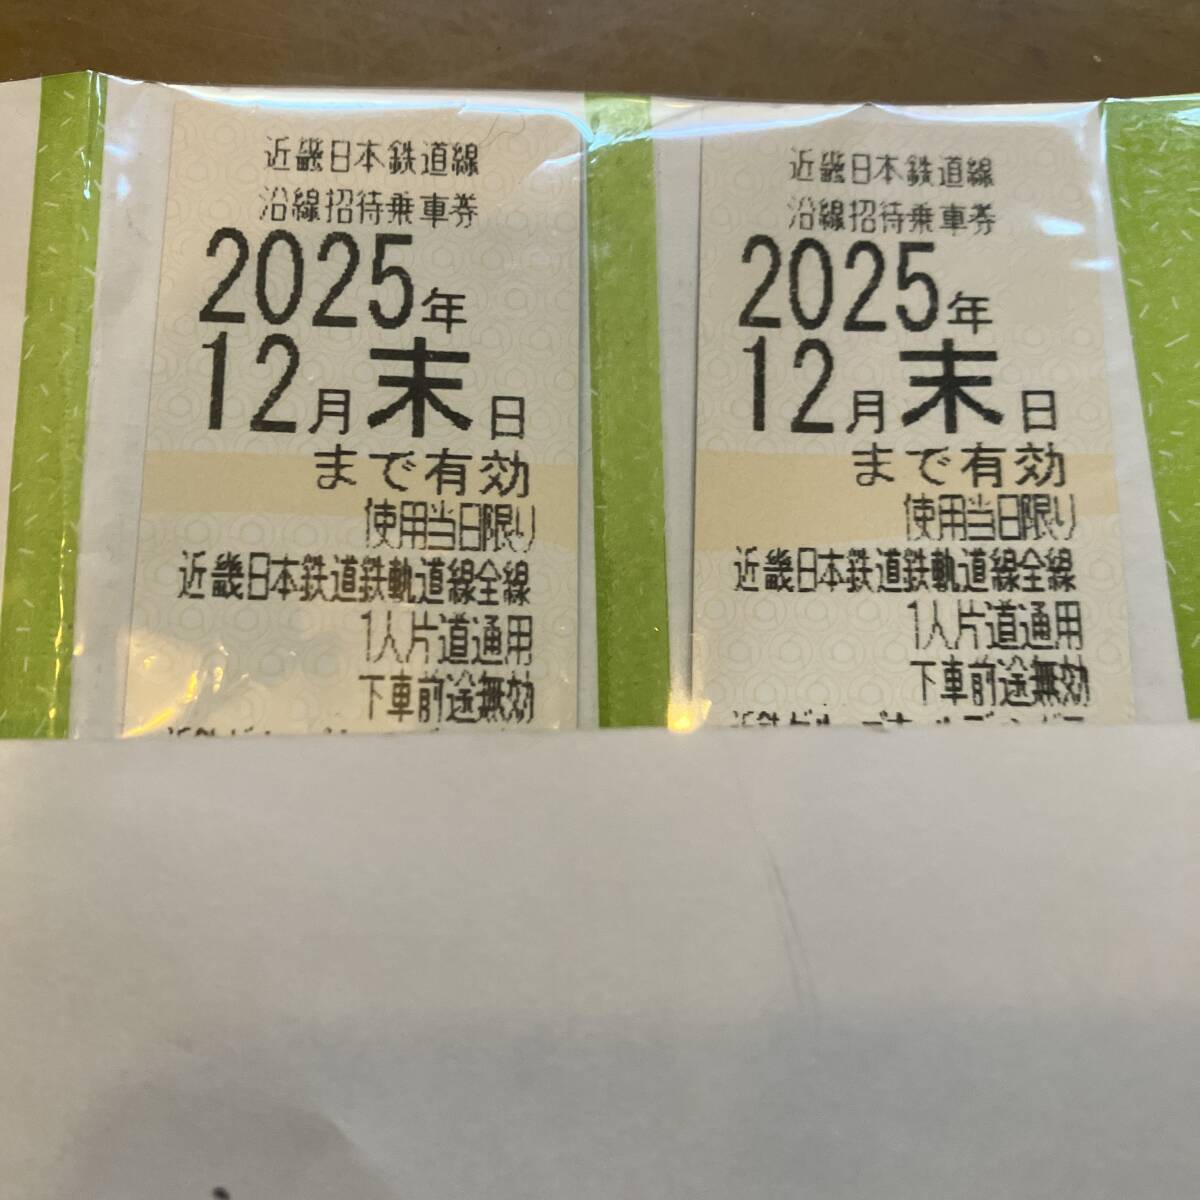 近畿日本鉄道線
沿線招待乗車券
2025年
12月末日
まで有効
使用当日限り
近畿日本鉄道鉄軌道線全線
1人片道通用
下車前途無効
近畿日本鉄道線
沿線招待乗車券
2025年
12月末日
まで有効
使用当日限り
近畿日本鉄道鉄軌道線全線
1人片道通用
下車前途無効